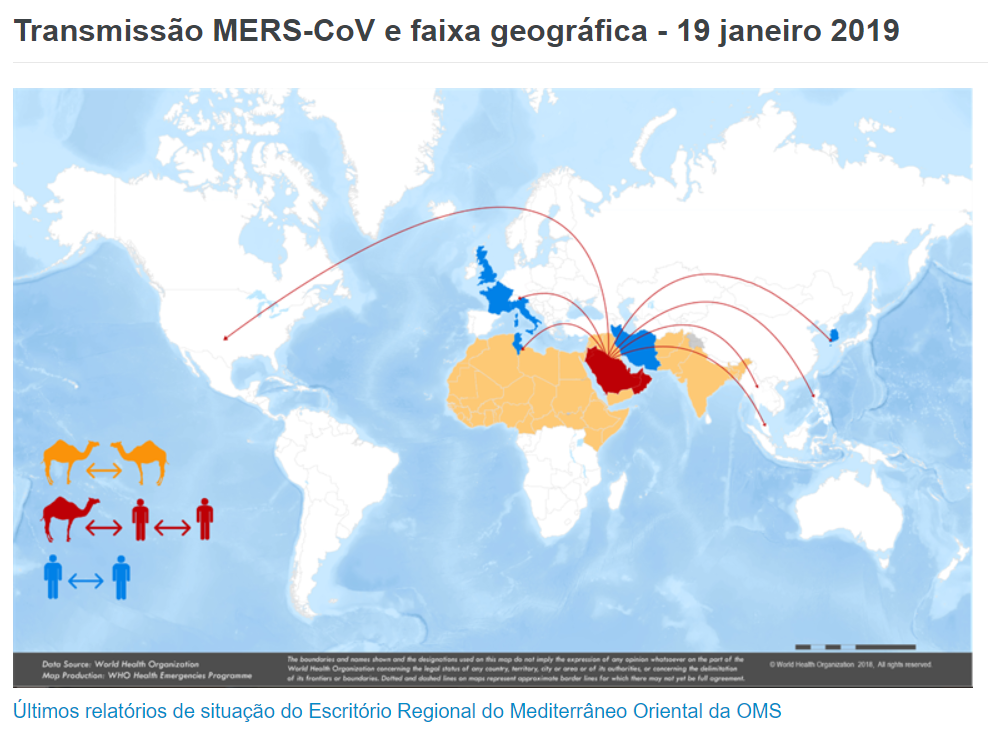 Transmissão MERS-CoV e faixa geográfica - 19 janeiro 2019
Data Source: World Health Organization
Map Production: WHO Health Emergencies Programme
The boundaries and names shown and the designations used on this map do not imply the expression of any opinion whatsoever on the part of the
World Health Organization concerning the legal status of any country, territory, city or area or of its authorities, or concerning the delimitation
of its frontiers or boundaries. Dotted and dashed lines on maps represent approximate border lines for which there may not yet be full agreement.
© World Health Organization 2018, All rights reserved.
Últimos relatórios de situação do Escritório Regional do Mediterrâneo Oriental da OMS